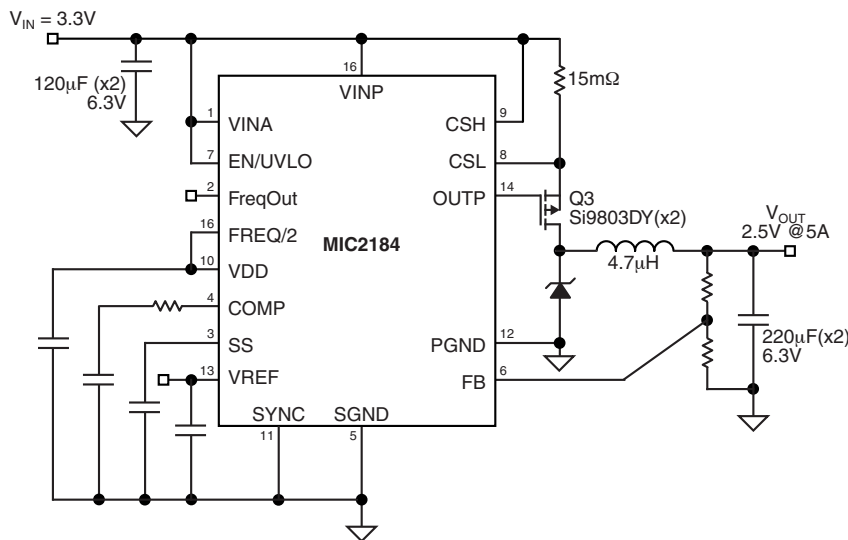 VIN = 3.3V
120µF (x2)
6.3V
16
VINP
15mΩ
1
VINA
9
CSH
7
EN/UVLO
8
CSL
2
FreqOut
14
OUTP
Q3
Si9803DY(x2)
16
FREQ/2
MIC2184
VOUT
2.5V @5A
10
VDD
4.7µH
4
COMP
3
SS
12
PGND
220µF(x2)
6.3V
13
VREF
6
FB
SYNC
SGND
11
5